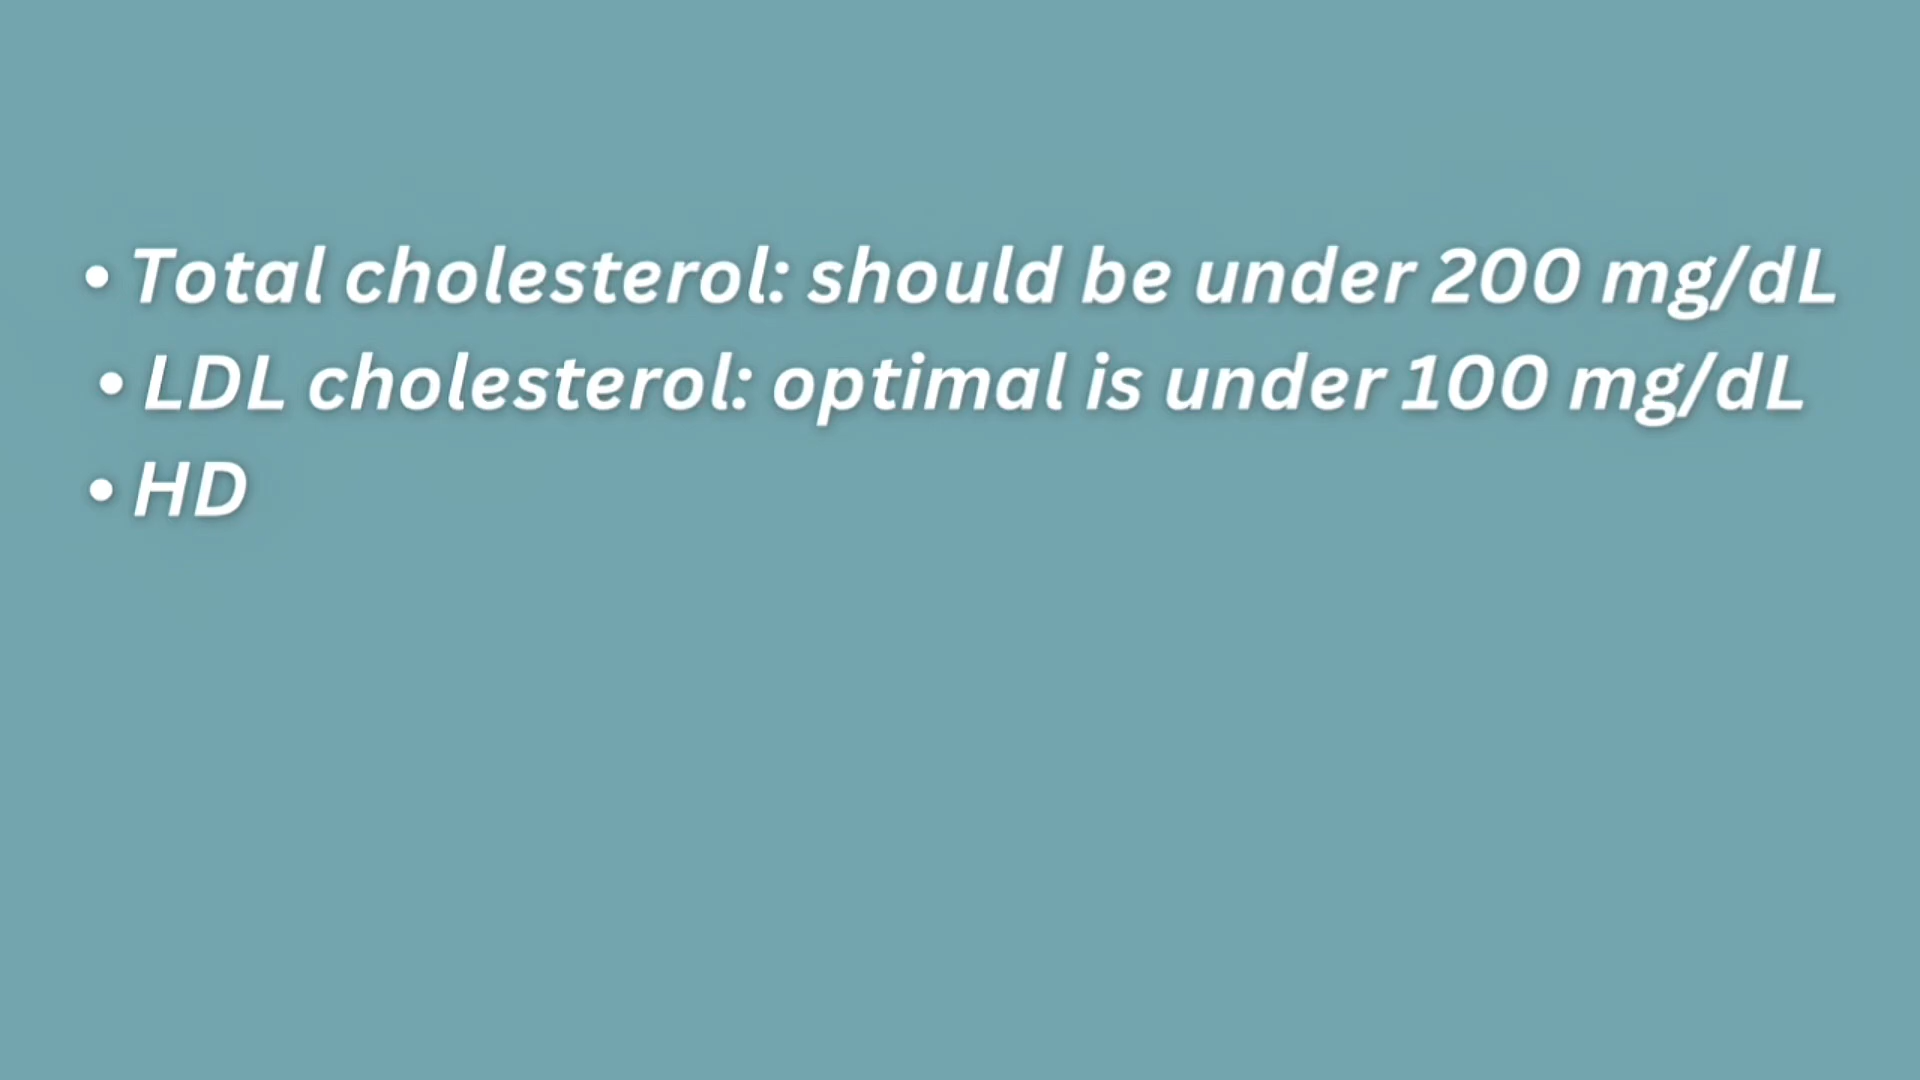 • Total cholesterol: should be under 200 mg/dL
• LDL cholesterol: optimal is under 100 mg/dL
• HD